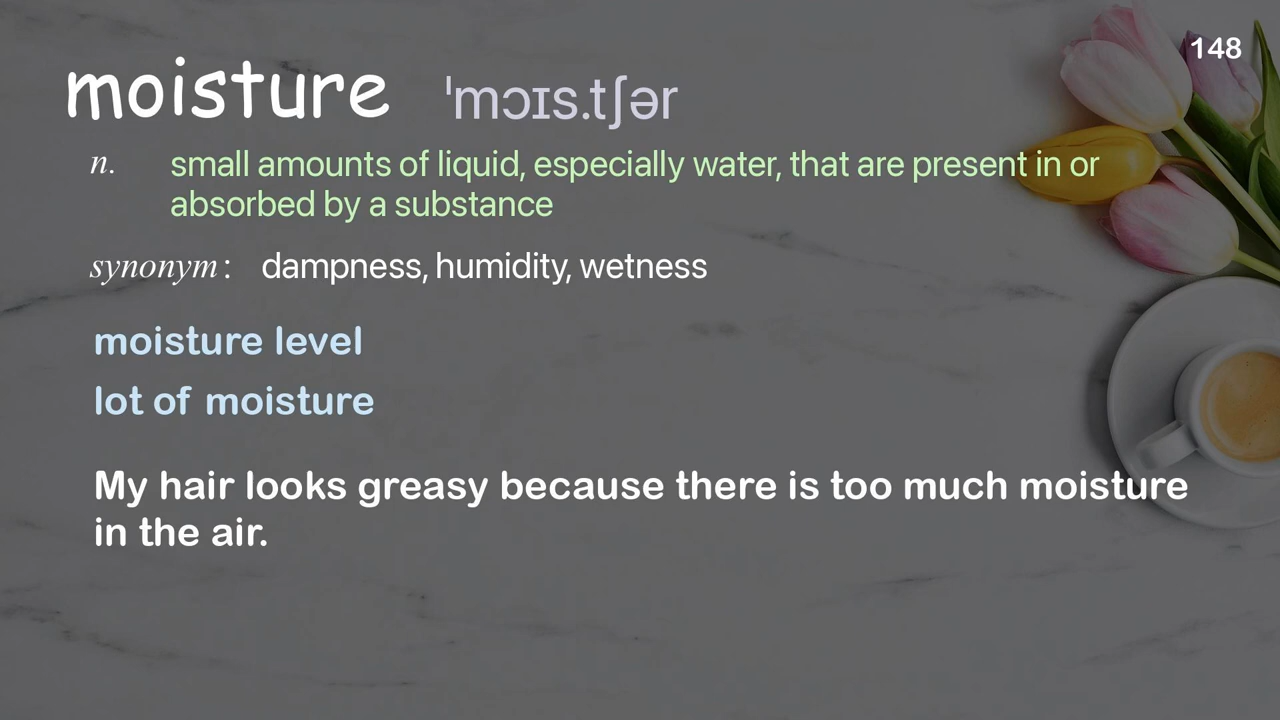 148
moisture ˈmɔɪs.tʃər
n. small amounts of liquid, especially water, that are present in or
absorbed by a substance
synonym: dampness, humidity, wetness
moisture level
lot of moisture
My hair looks greasy because there is too much moisture
in the air.